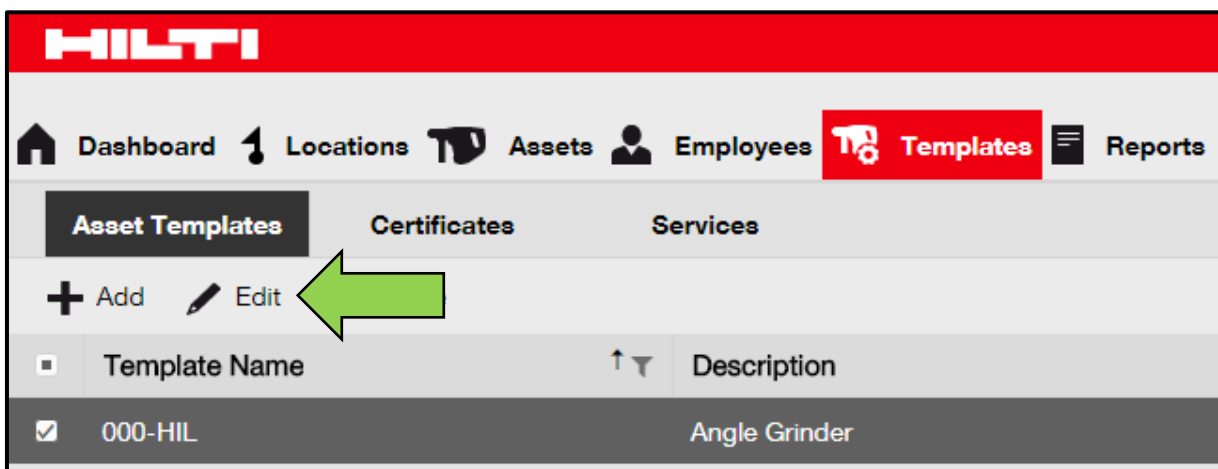 HILTI
Dashboard Locations Assets Employees Templates Reports
Asset Templates Certificates Services
Add Edit
Template Name Description
000-HIL Angle Grinder